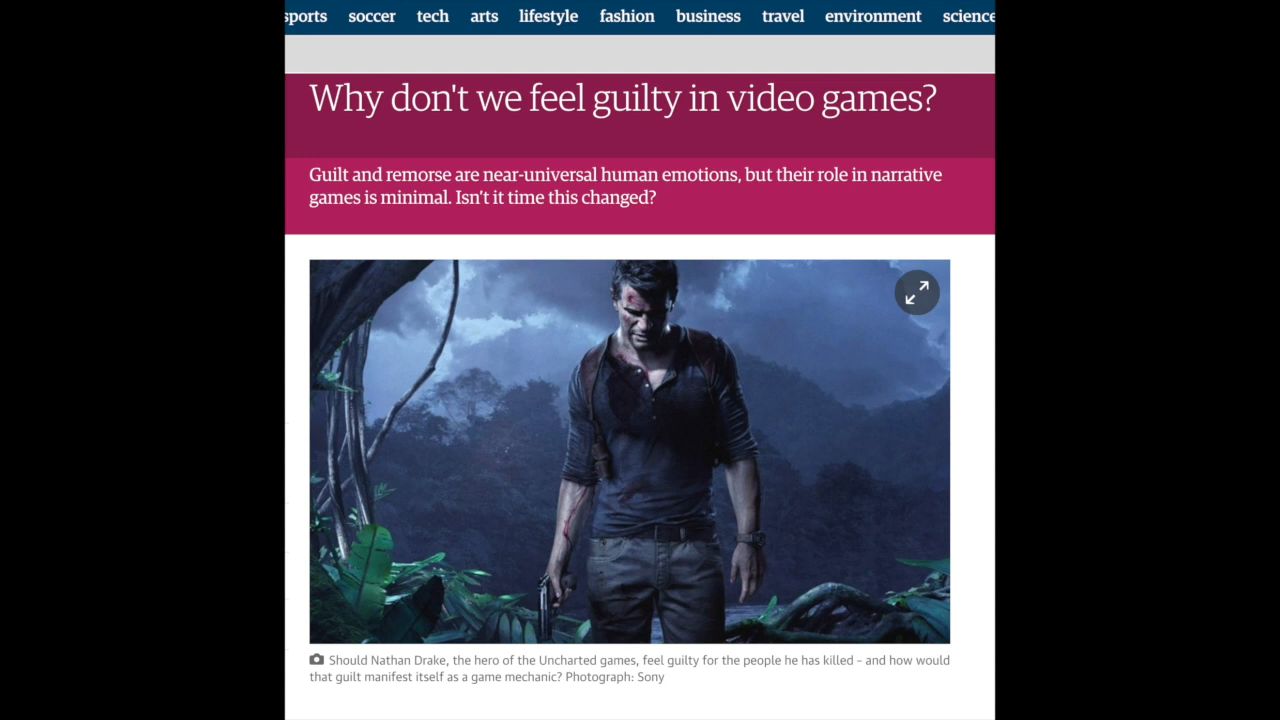 sports soccer tech arts lifestyle fashion business travel environment science
Why don't we feel guilty in video games?
Guilt and remorse are near-universal human emotions, but their role in narrative
games is minimal. Isn’t it time this changed?
Should Nathan Drake, the hero of the Uncharted games, feel guilty for the people he has killed – and how would
that guilt manifest itself as a game mechanic? Photograph: Sony